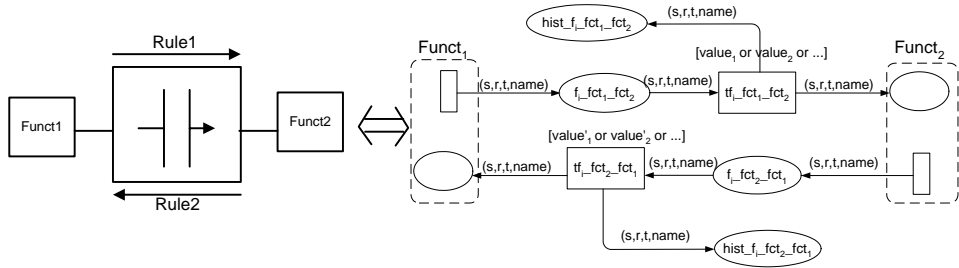 Rule1
Funct1
Funct2
Rule2
(s,r,t,name)
hist_fᵢ_fct₁_fct₂
Funct₁
[value₁ or value₂ or ...]
Funct₂
(s,r,t,name)
fᵢ_fct₁_fct₂
(s,r,t,name)
tfᵢ_fct₁_fct₂
(s,r,t,name)
[value'₁ or value'₂ or ...]
(s,r,t,name)
tfᵢ_fct₂_fct₁
(s,r,t,name)
fᵢ_fct₂_fct₁
(s,r,t,name)
(s,r,t,name)
hist_fᵢ_fct₂_fct₁